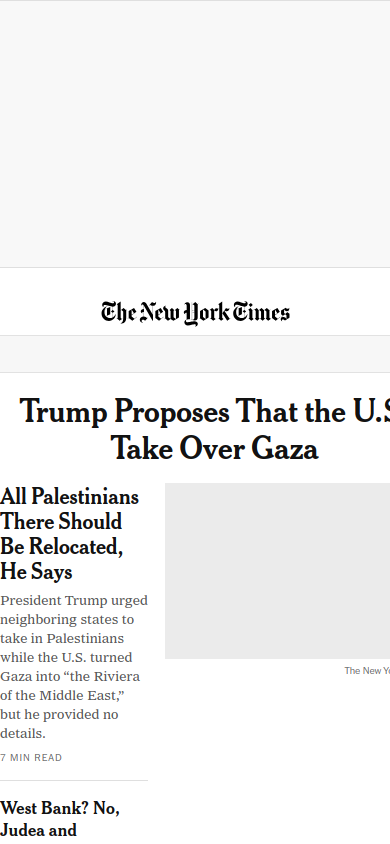 The New York Times
Trump Proposes That the U.S
Take Over Gaza
All Palestinians
There Should
Be Relocated,
He Says
President Trump urged
neighboring states to
take in Palestinians
while the U.S. turned
Gaza into “the Riviera
of the Middle East,”
but he provided no
details.
7 MIN READ
The New Yo
West Bank? No,
Judea and